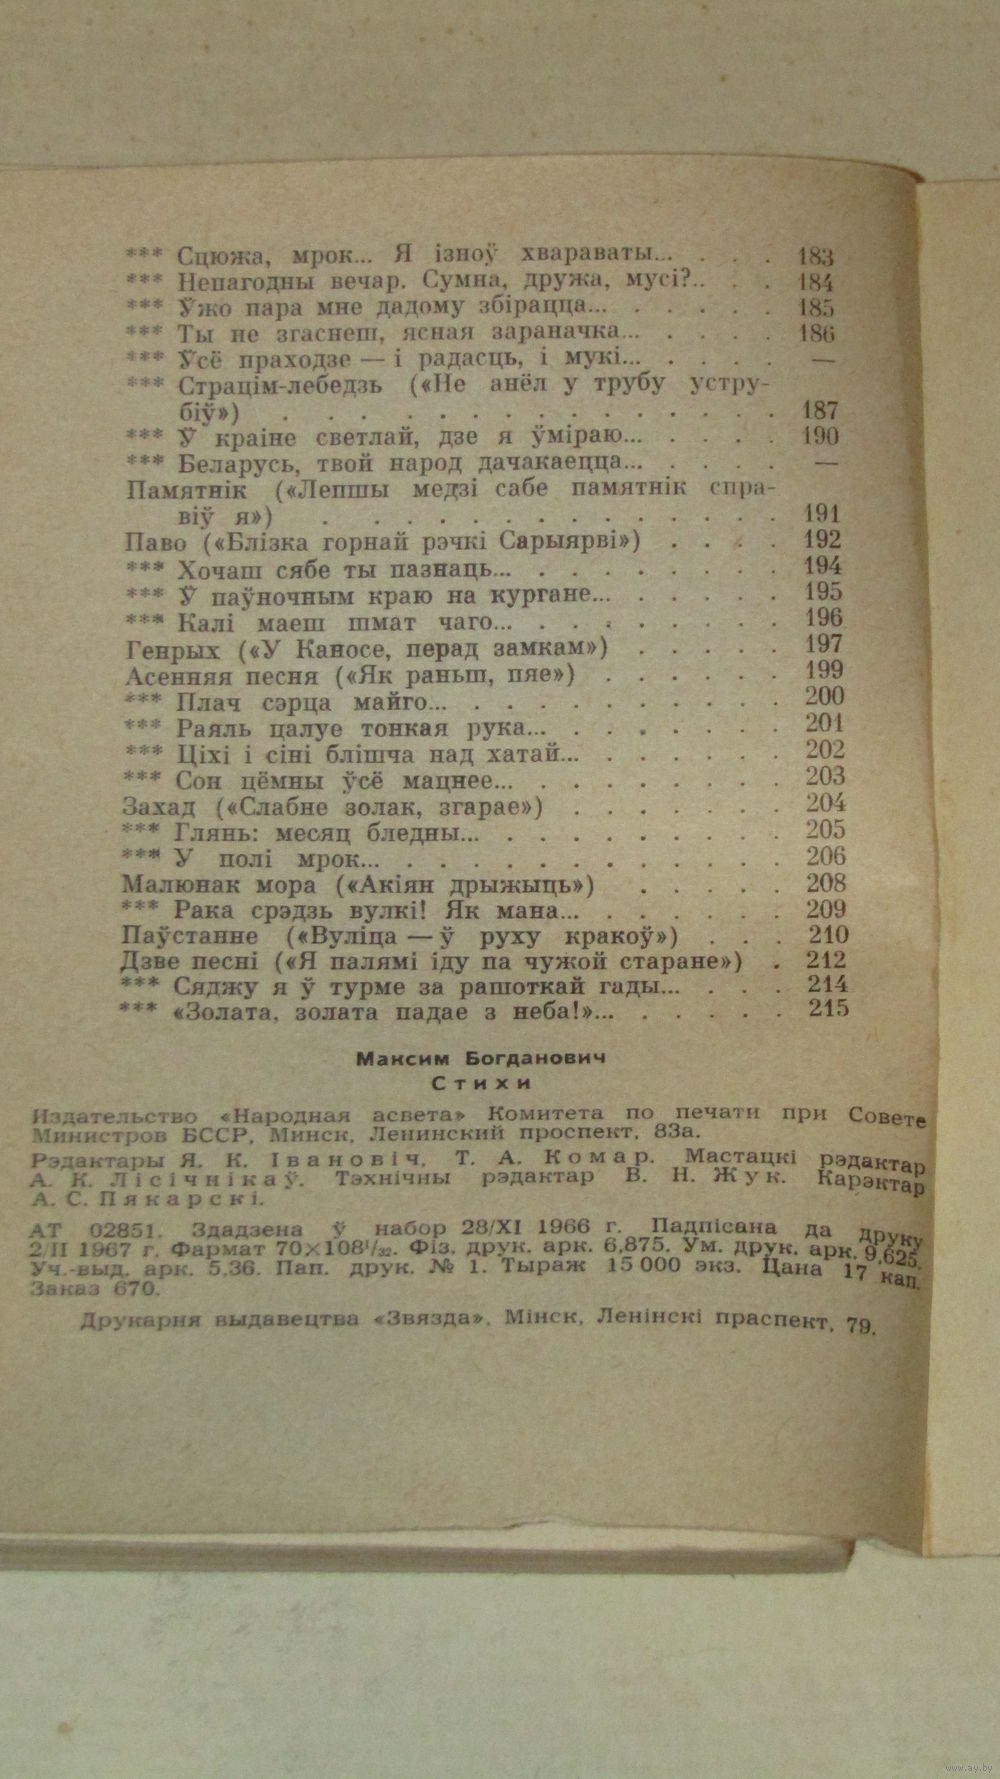 *** Сцюжа, мрок... Я ізноў хвараваты... . . . 183
*** Непагодны вечар. Сумна, дружа, мусі?.. . . 184
*** Ўжо пара мне дадому збірацца... . . . . . . 185
*** Ты не згаснеш, ясная зараначка... . . . . . 186
*** Ўсё праходзе — і радасць, і мукі... . . . . . —
*** Страцім-лебедзь («Не анёл у трубу устру-
біў») . . . . . . . . . . . . . . 187
*** Ў краіне светлай, дзе я ўміраю... . . . . . 190
*** Беларусь, твой народ дачакаецца... . . . . . —
Памятнік («Лепшы медзі сабе памятнік спра-
віў я») . . . . . . . . . . . . . 191
Паво («Блізка горнай рэчкі Сарыярві») . . . . 192
*** Хочаш сябе ты пазнаць... . . . . . . . . . 194
*** Ў паўночным краю на кургане... . . . . . . 195
*** Калі маеш шмат чаго... . . . . . . . . . 196
Генрых («У Каносе, перад замкам») . . . . . 197
Асенняя песня («Як раньш, пяе») . . . . . . 199
*** Плач сэрца майго... . . . . . . . . . . 200
*** Раяль цалуе тонкая рука... . . . . . . . 201
*** Ціхі і сіні блішча над хатай... . . . . . . 202
*** Сон цёмны ўсё мацнее... . . . . . . . . 203
Захад («Слабне золак, згарае») . . . . . . . 204
*** Глянь: месяц бледны... . . . . . . . . . 205
*** У полі мрок... . . . . . . . . . . . . 206
Малюнак мора («Акіян дрыжыць») . . . . . 208
*** Рака срэдзь вулкі! Як мана... . . . . . . 209
Паўстанне («Вуліца — ў руху кракоў») . . . 210
Дзве песні («Я палямі іду па чужой старане») . 212
*** Сяджу я ў турме за рашоткай гады... . . . 214
*** «Золата, золата падае з неба!»... . . . . . 215
Максим Богданович
Стихи
Издательство «Народная асвета» Комитета по печати при Совете
Министров БССР, Минск, Ленинский проспект, 83а.
Рэдактары Я. К. Івановіч, Т. А. Комар. Мастацкі рэдактар
А. К. Лісічнікаў. Тэхнічны рэдактар В. Н. Жук. Карэктар
А. С. Пякарскі.
АТ 02851. Здадзена ў набор 28/XI 1966 г. Падпісана да друку
2/II 1967 г. Фармат 70×108¹/₃₂. Фіз. друк. арк. 6,875. Ум. друк. арк. 9,625.
Уч.-выд. арк. 5,36. Пап. друк. № 1. Тыраж 15 000 экз. Цана 17 кап.
Заказ 670.
Друкарня выдавецтва «Звязда», Мінск, Ленінскі праспект, 79.
www.ay.by